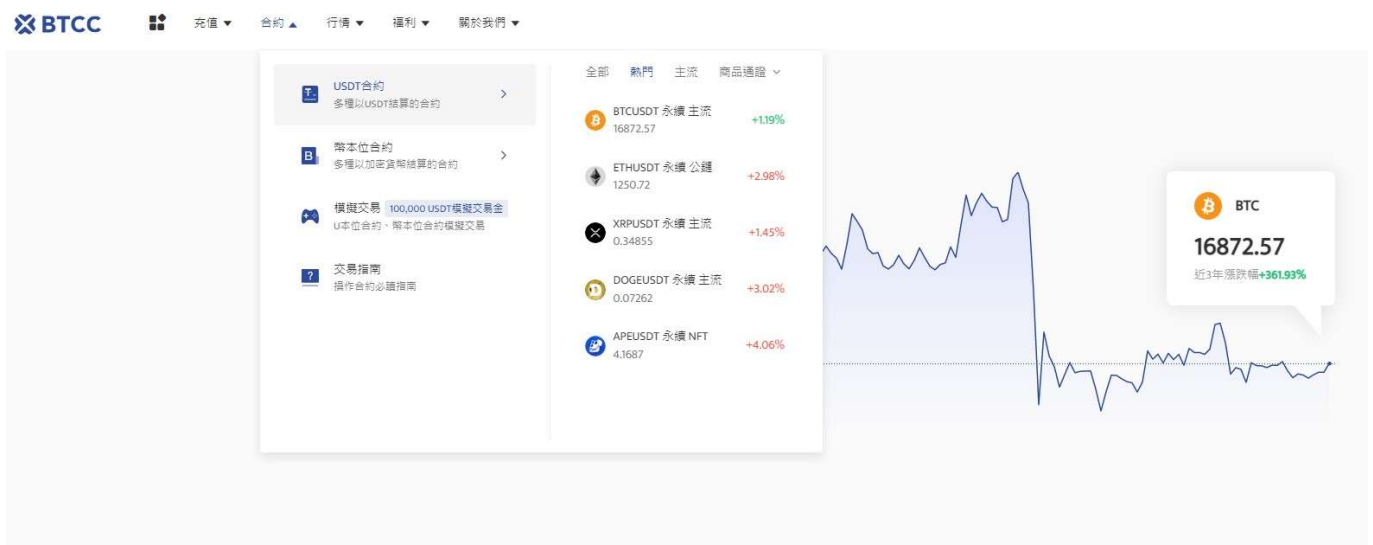 BTCC
充值 ▼
合約 ▲
行情 ▼
福利 ▼
關於我們 ▼
USDT合約
多種以USDT結算的合約
幣本位合約
多種以加密貨幣結算的合約
模擬交易 100,000 USDT模擬交易金
U本位合約、幣本位合約模擬交易
交易指南
操作合約必讀指南
全部 熱門 主流 商品通證
BTCUSDT 永續 主流
16872.57
+1.19%
ETHUSDT 永續 公鏈
1250.72
+2.98%
XRPUSDT 永續 主流
0.34855
+1.45%
DOGEUSDT 永續 主流
0.07262
+3.02%
APEUSDT 永續 NFT
4.1687
+4.06%
BTC
16872.57
近3年漲跌幅+361.93%